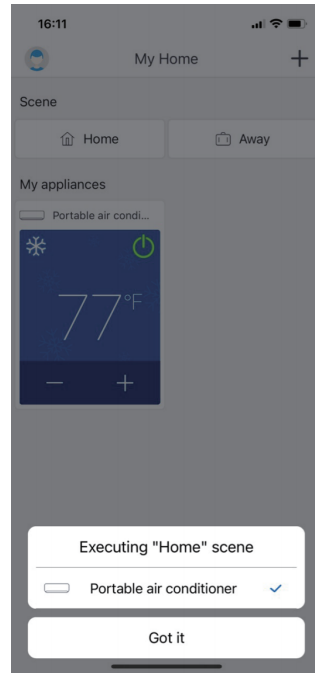 16:11
My Home
Scene
Home
Away
My appliances
Portable air condi...
77°F
Executing "Home" scene
Portable air conditioner
Got it